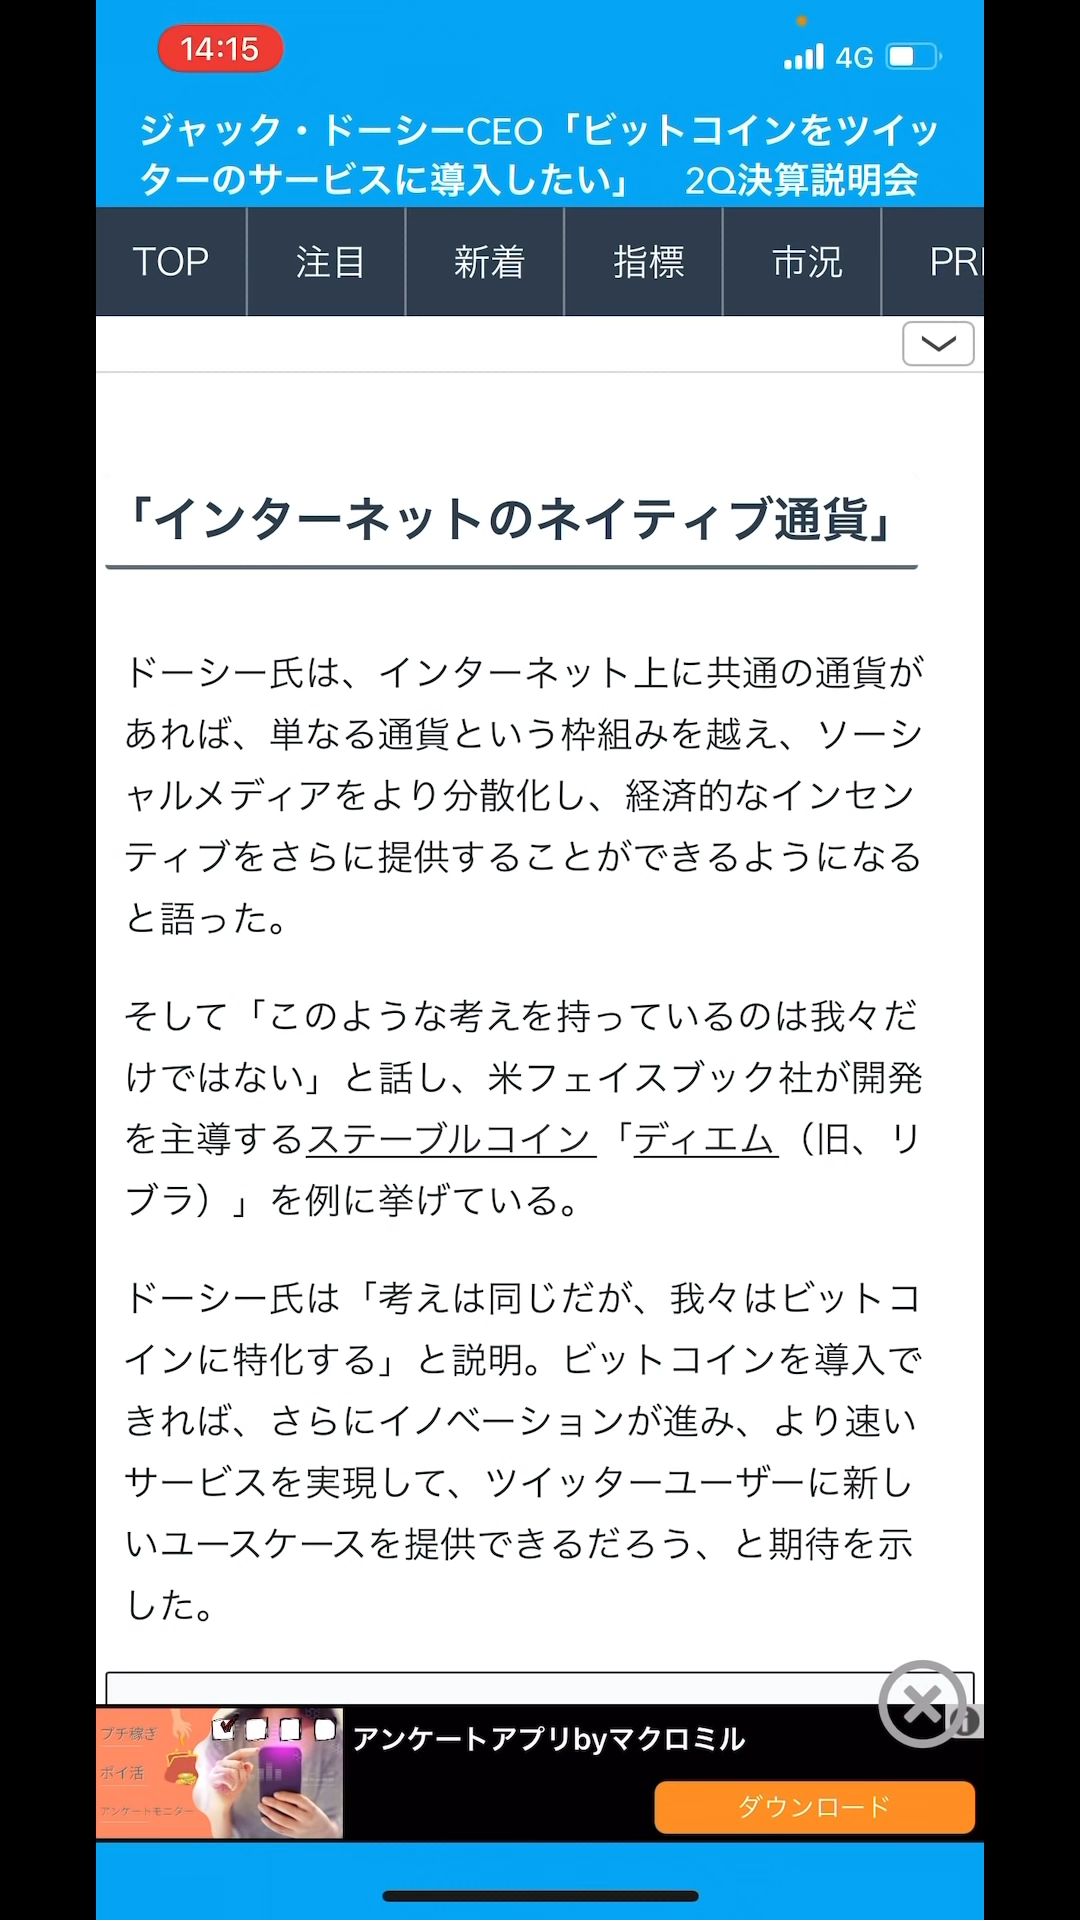 14:15
4G
ジャック・ドーシーCEO「ビットコインをツイッ
ターのサービスに導入したい」　2Q決算説明会
TOP
注目
新着
指標
市況
PR
「インターネットのネイティブ通貨」
ドーシー氏は、インターネット上に共通の通貨が
あれば、単なる通貨という枠組みを越え、ソーシ
ャルメディアをより分散化し、経済的なインセン
ティブをさらに提供することができるようになる
と語った。
そして「このような考えを持っているのは我々だ
けではない」と話し、米フェイスブック社が開発
を主導するステーブルコイン「ディエム（旧、リ
ブラ）」を例に挙げている。
ドーシー氏は「考えは同じだが、我々はビットコ
インに特化する」と説明。ビットコインを導入で
きれば、さらにイノベーションが進み、より速い
サービスを実現して、ツイッターユーザーに新し
いユースケースを提供できるだろう、と期待を示
した。
プチ稼ぎ
ポイ活
アンケートモニター
アンケートアプリbyマクロミル
ダウンロード